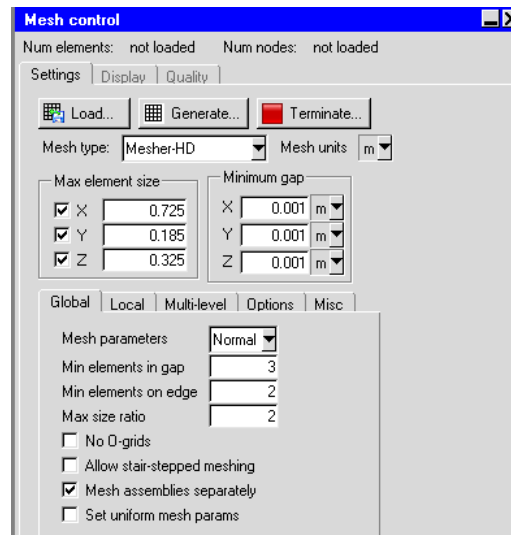 Mesh control
Num elements: not loaded Num nodes: not loaded
Settings Display Quality
Load... Generate... Terminate...
Mesh type: Mesher-HD Mesh units m
Max element size Minimum gap
X 0.725 X 0.001 m
Y 0.185 Y 0.001 m
Z 0.325 Z 0.001 m
Global Local Multi-level Options Misc
Mesh parameters Normal
Min elements in gap 3
Min elements on edge 2
Max size ratio 2
No O-grids
Allow stair-stepped meshing
Mesh assemblies separately
Set uniform mesh params